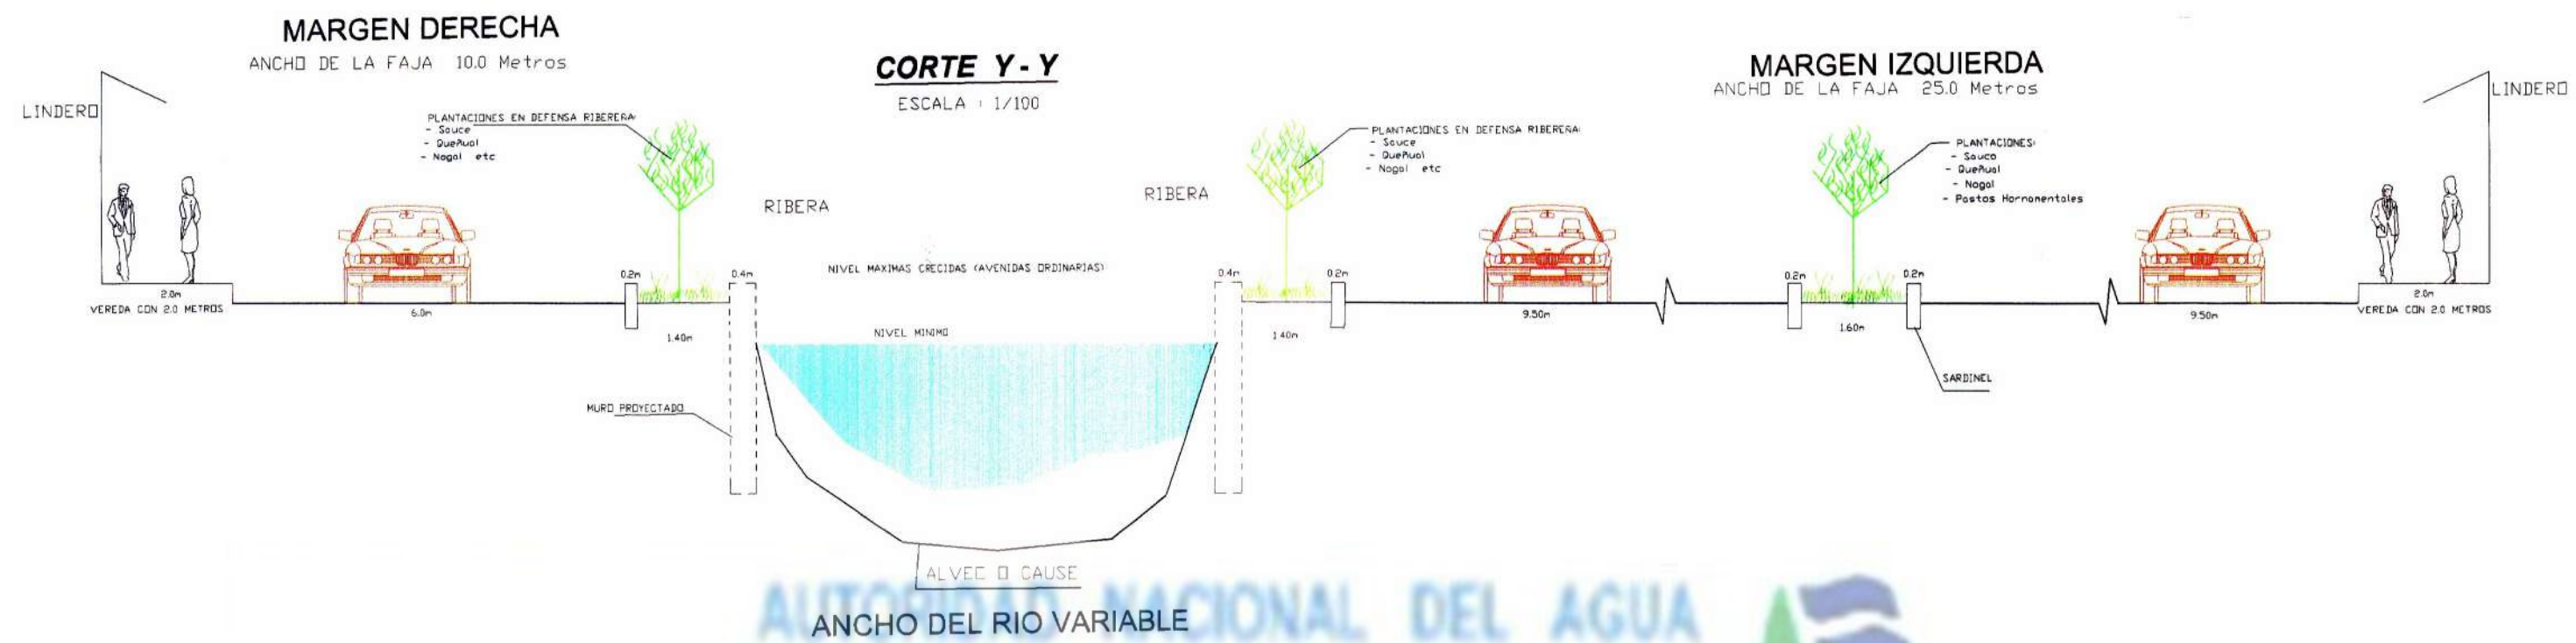 MARGEN DERECHA
ANCHO DE LA FAJA 10.0 Metros
LINDERO
PLANTACIONES EN DEFENSA RIBEREÑA:
- Sauce
- Queñual
- Nogal etc
RIBERA
2.0m
VEREDA CON 2.0 METROS
6.0m
0.2m
1.40m
0.4m
MURO PROYECTADO
CORTE Y - Y
ESCALA : 1/100
NIVEL MAXIMAS CRECIDAS (AVENIDAS ORDINARIAS)
NIVEL MINIMO
ALVEO O CAUSE
ANCHO DEL RIO VARIABLE
RIBERA
0.4m
1.40m
0.2m
PLANTACIONES EN DEFENSA RIBEREÑA:
- Sauce
- Queñual
- Nogal etc
9.50m
MARGEN IZQUIERDA
ANCHO DE LA FAJA 25.0 Metros
LINDERO
PLANTACIONES:
- Sauco
- Queñual
- Nogal
- Pastos Hornamentales
0.2m
1.60m
0.2m
SARDINEL
9.50m
2.0m
VEREDA CON 2.0 METROS
AUTORIDAD NACIONAL DEL AGUA